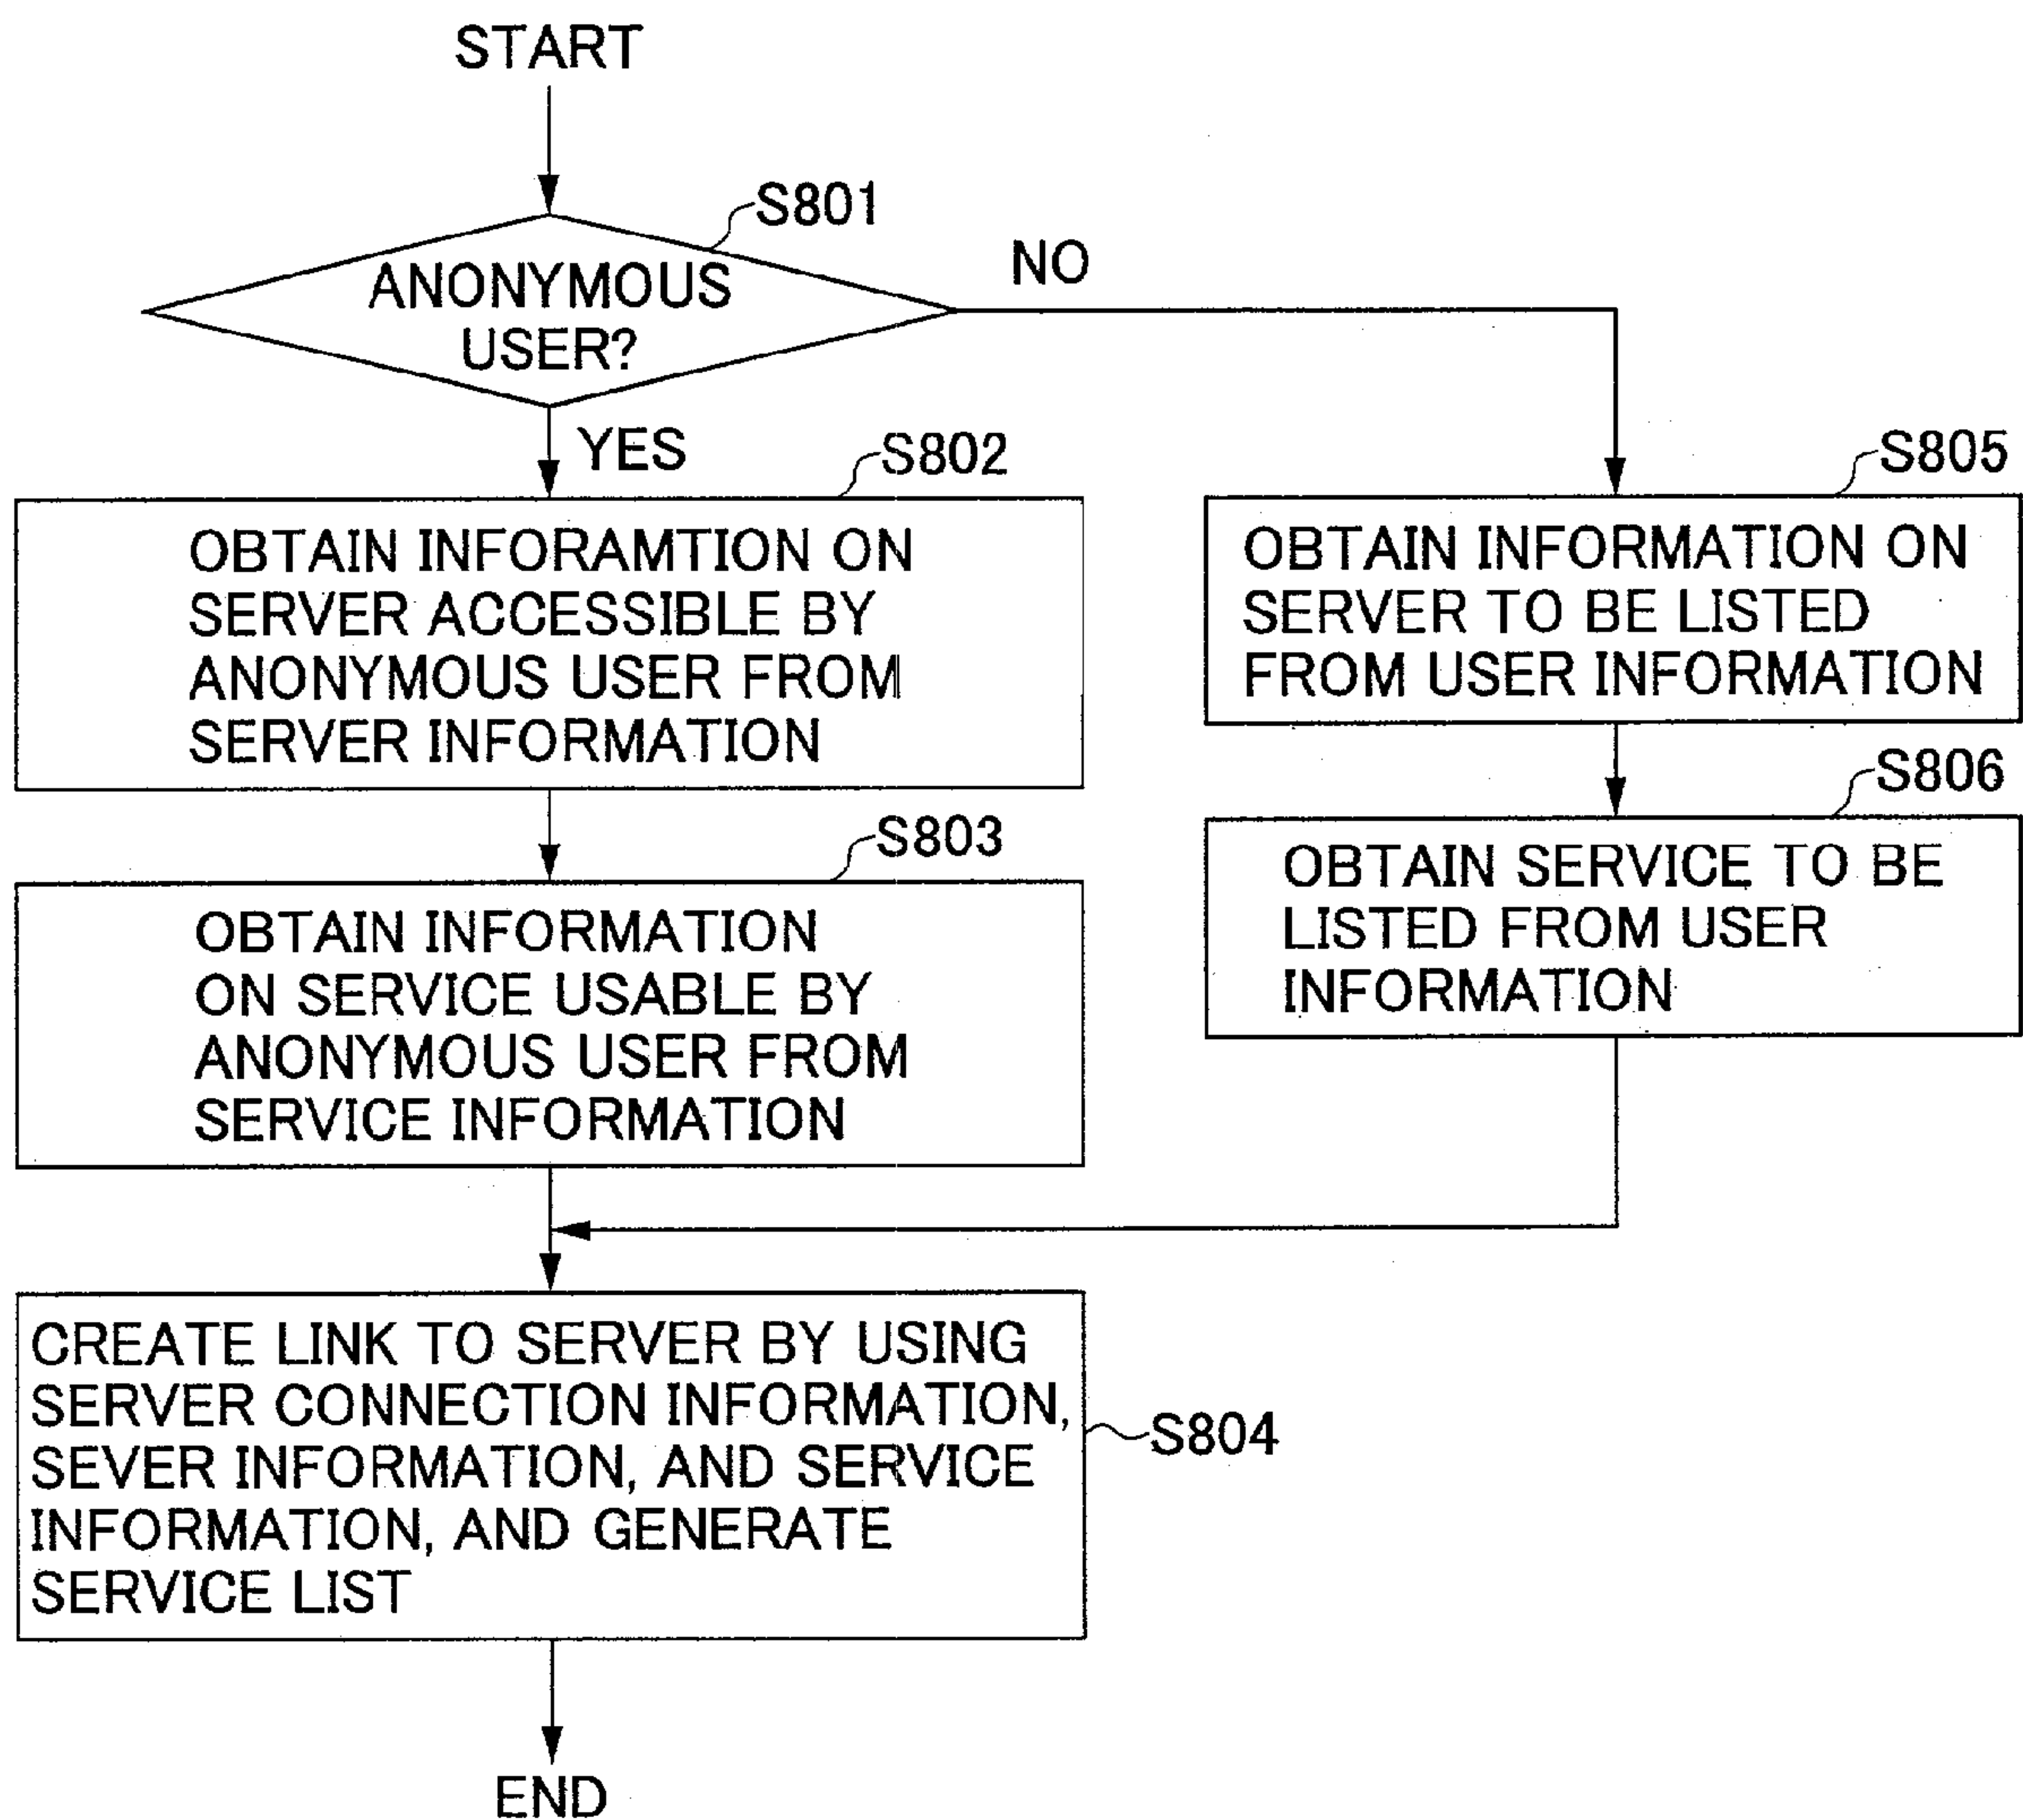 START
S801
ANONYMOUS
USER?
NO
YES
S802
OBTAIN INFORAMTION ON
SERVER ACCESSIBLE BY
ANONYMOUS USER FROM
SERVER INFORMATION
S803
OBTAIN INFORMATION
ON SERVICE USABLE BY
ANONYMOUS USER FROM
SERVICE INFORMATION
S805
OBTAIN INFORMATION ON
SERVER TO BE LISTED
FROM USER INFORMATION
S806
OBTAIN SERVICE TO BE
LISTED FROM USER
INFORMATION
CREATE LINK TO SERVER BY USING
SERVER CONNECTION INFORMATION,
SEVER INFORMATION, AND SERVICE
INFORMATION, AND GENERATE
SERVICE LIST
S804
END